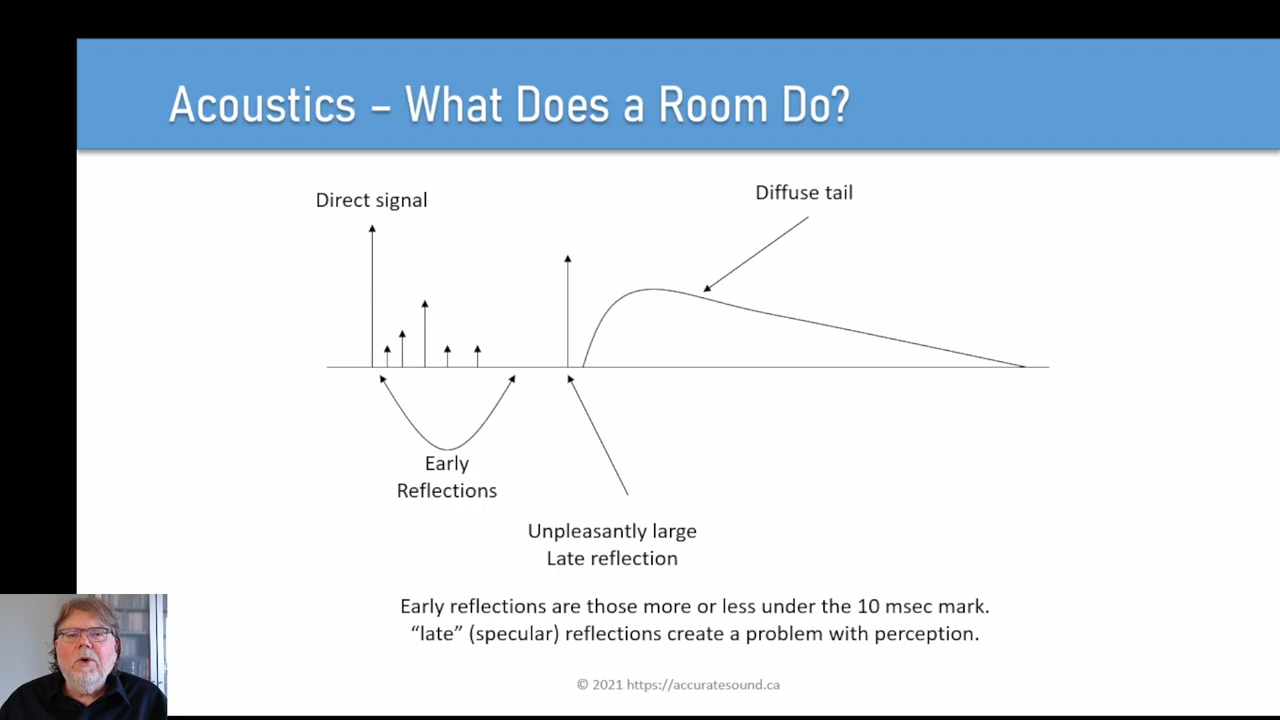 Acoustics – What Does a Room Do?
Direct signal
Diffuse tail
Early
Reflections
Unpleasantly large
Late reflection
Early reflections are those more or less under the 10 msec mark.
“late” (specular) reflections create a problem with perception.
© 2021 https://accuratesound.ca